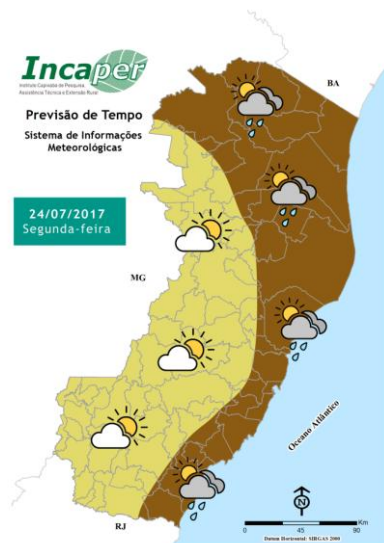 Incaper
Instituto Capixaba de Pesquisa,
Assistência Técnica e Extensão Rural
BA
Previsão de Tempo
Sistema de Informações
Meteorológicas
24/07/2017
Segunda-feira
MG
Oceano Atlântico
N
Km
0 45 90
RJ
Datum Horizontal: SIRGAS 2000